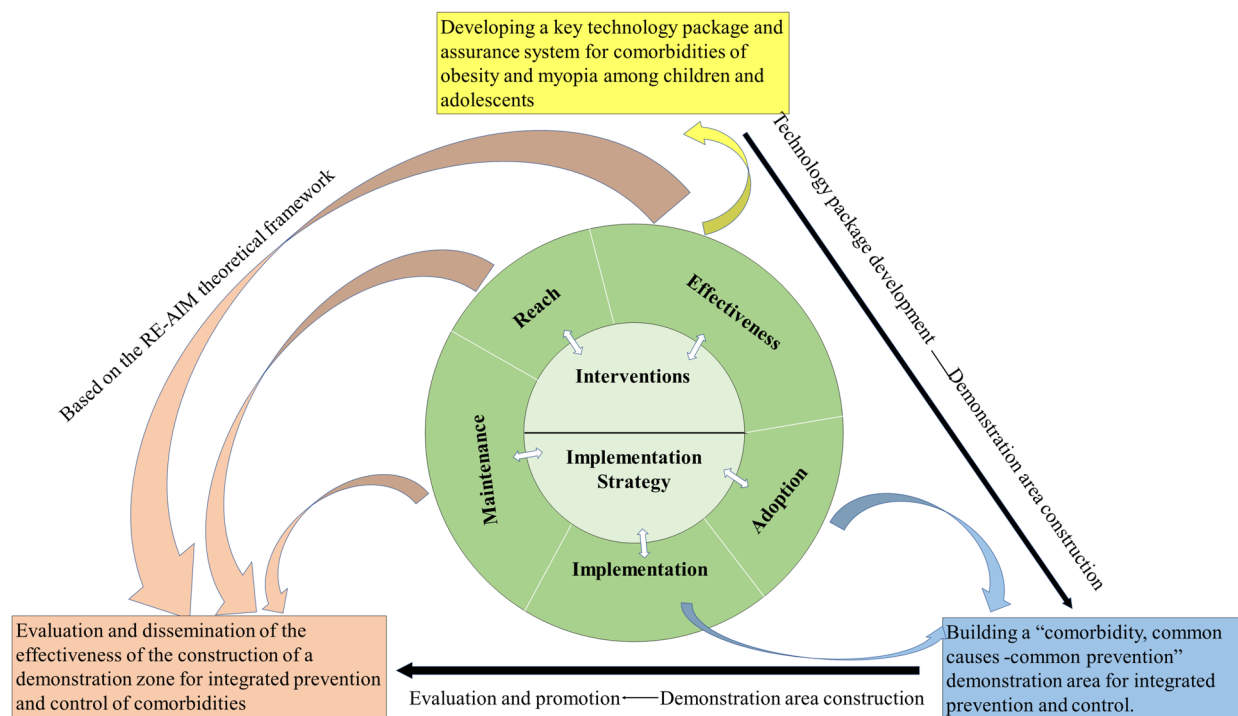 Developing a key technology package and
assurance system for comorbidities of
obesity and myopia among children and
adolescents
Based on the RE-AIM theoretical framework
Technology package development ——Demonstration area construction
Reach
Effectiveness
Interventions
Maintenance
Implementation
Strategy
Adoption
Implementation
Evaluation and dissemination of the
effectiveness of the construction of a
demonstration zone for integrated prevention
and control of comorbidities
Building a “comorbidity, common
causes -common prevention”
demonstration area for integrated
prevention and control.
Evaluation and promotion ←—Demonstration area construction